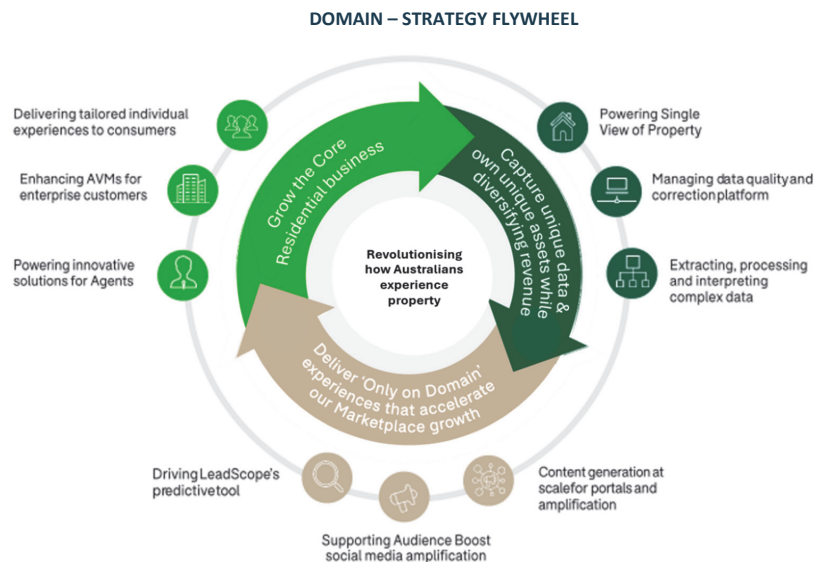 DOMAIN – STRATEGY FLYWHEEL
Delivering tailored individual
experiences to consumers
Enhancing AVMs for
enterprise customers
Powering innovative
solutions for Agents
Grow the Core
Residential business
Capture unique data &
own unique assets while
diversifying revenue
Revolutionising
how Australians
experience
property
Powering Single
View of Property
Managing data quality and
correction platform
Extracting, processing
and interpreting
complex data
Deliver ‘Only on Domain’
experiences that accelerate
our Marketplace growth
Driving LeadScope's
predictive tool
Supporting Audience Boost
social media amplification
Content generation at
scalefor portals and
amplification